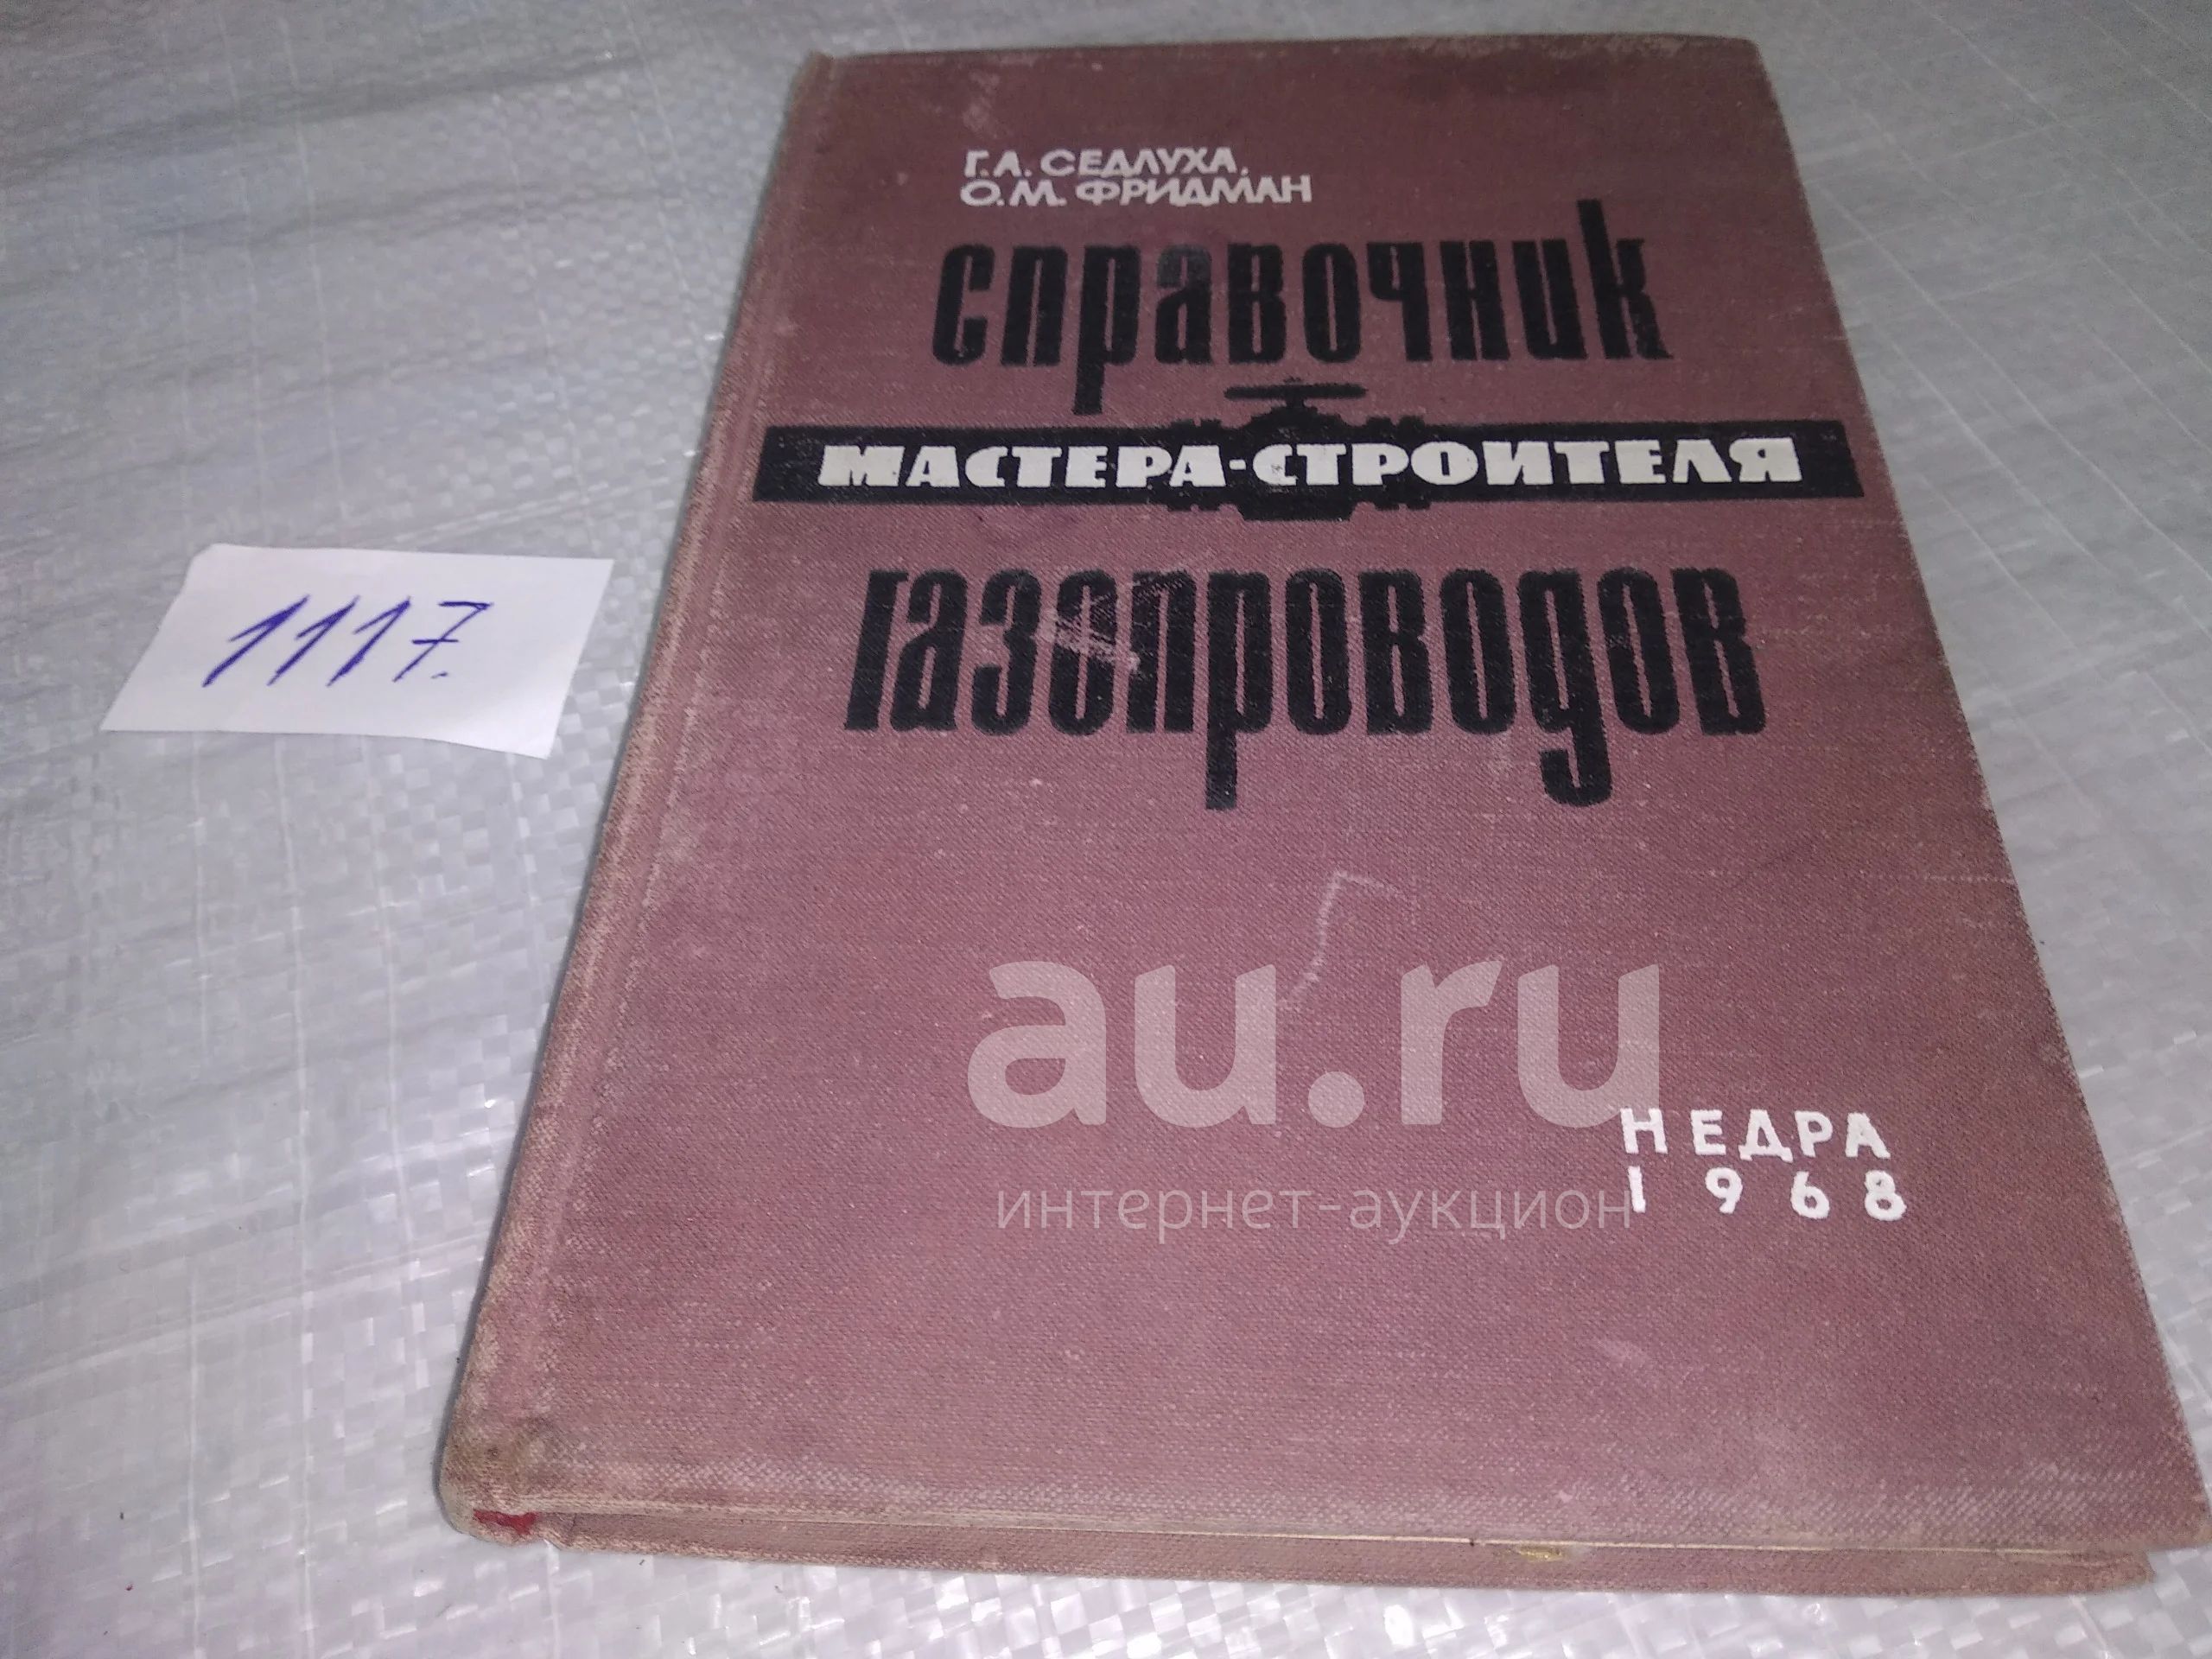 Г.А. СЕДЛУХА,
О.М. ФРИДМАН
справочник
МАСТЕРА-СТРОИТЕЛЯ
газопроводов
1117.
au.ru
НЕДРА
1968
интернет-аукцион